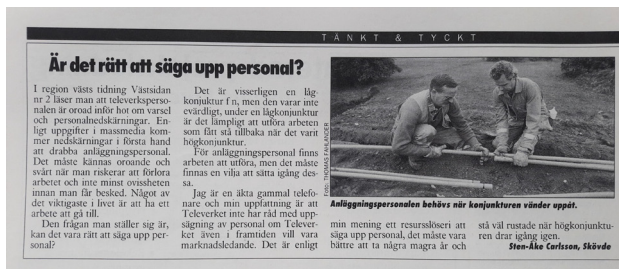 TÄNKT & TYCKT
Är det rätt att säga upp personal?
I region västs tidning Västsidan
nr 2 läser man att televerksperso-
nalen är oroad inför hot om varsel
och personalnedskärningar. En-
ligt uppgifter i massmedia kom-
mer nedskärningar i första hand
att drabba anläggningspersonal.
Det måste kännas oroande och
svårt när man riskerar att förlora
arbetet och inte minst ovissheten
innan man får besked. Något av
det viktigaste i livet är att ha ett
arbete att gå till.
Den frågan man ställer sig är,
kan det vara rätt att säga upp per-
sonal?
Det är visserligen en låg-
konjuktur f n, men den varar inte
evärdligt, under en lågkonjuktur
är det lämpligt att utföra arbeten
som fått stå tillbaka när det varit
högkonjuktur.
För anläggningspersonal finns
arbeten att utföra, men det måste
finnas en vilja att sätta igång des-
sa.
Jag är en äkta gammal telefo-
nare och min uppfattning är att
Televerket inte har råd med upp-
sägning av personal om Telever-
ket även i framtiden vill vara
marknadsledande. Det är enligt
Foto: THOMAS FAHLANDER
Anläggningspersonalen behövs när konjunkturen vänder uppåt.
min mening ett resursslöseri att
säga upp personal, det måste vara
bättre att ta några magra år och
stå väl rustade när högkonjuktu-
ren drar igång igen.
Sten-Åke Carlsson, Skövde